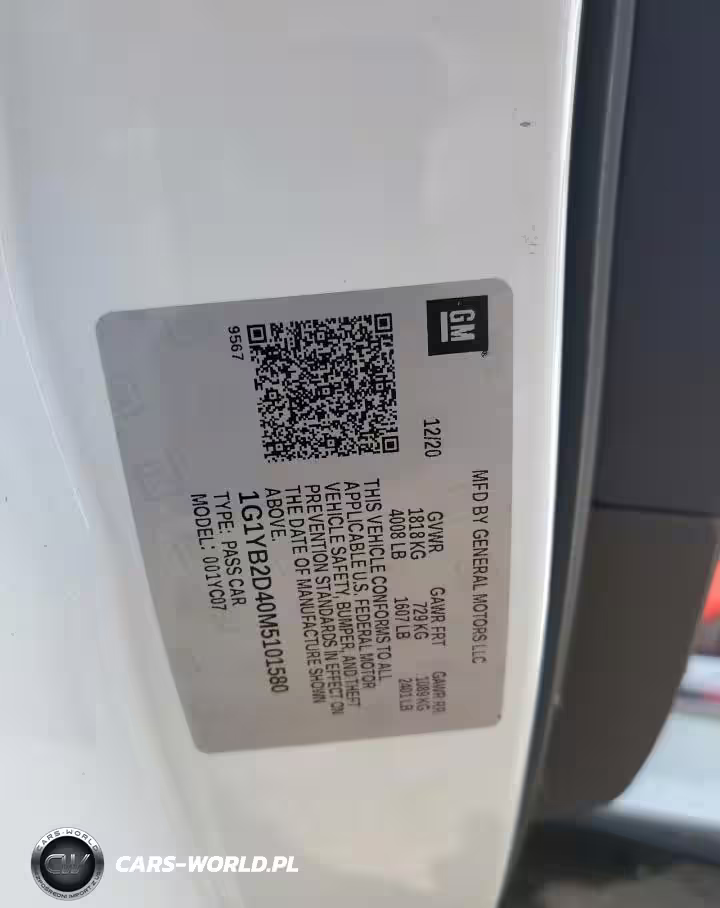 GM
MFD BY GENERAL MOTORS LLC
12/20
GVWR GAWR FRT GAWR RR
1818 KG 729 KG 1089 KG
4008 LB 1607 LB 2401 LB
THIS VEHICLE CONFORMS TO ALL
APPLICABLE U.S. FEDERAL MOTOR
VEHICLE SAFETY, BUMPER, AND THEFT
PREVENTION STANDARDS IN EFFECT ON
THE DATE OF MANUFACTURE SHOWN
ABOVE.
1G1YB2D40M5101580
TYPE: PASS CAR
MODEL: 001YC07
9567
CARS-WORLD
CW
CARS-WORLD.PL